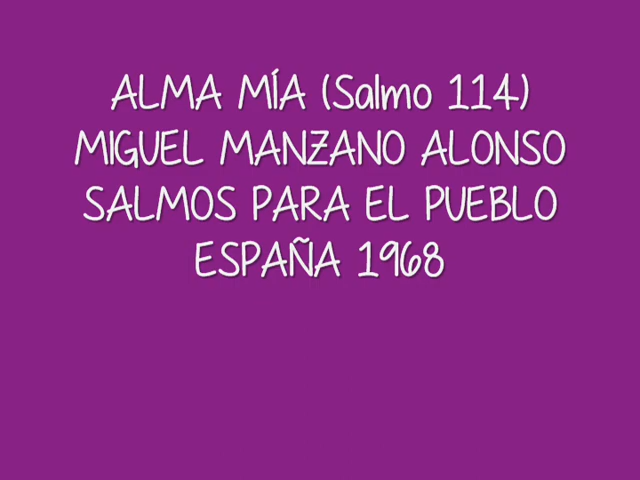 ALMA MÍA (Salmo 114)
MIGUEL MANZANO ALONSO
SALMOS PARA EL PUEBLO
ESPAÑA 1968